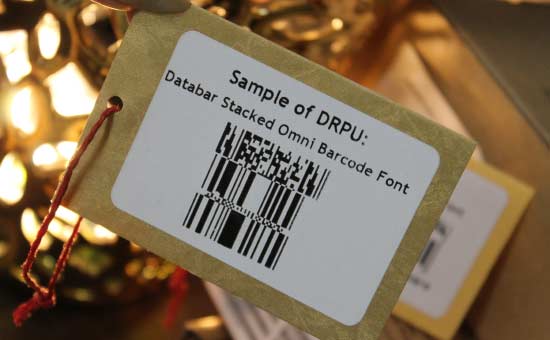 Sample of DRPU:
Databar Stacked Omni Barcode Font